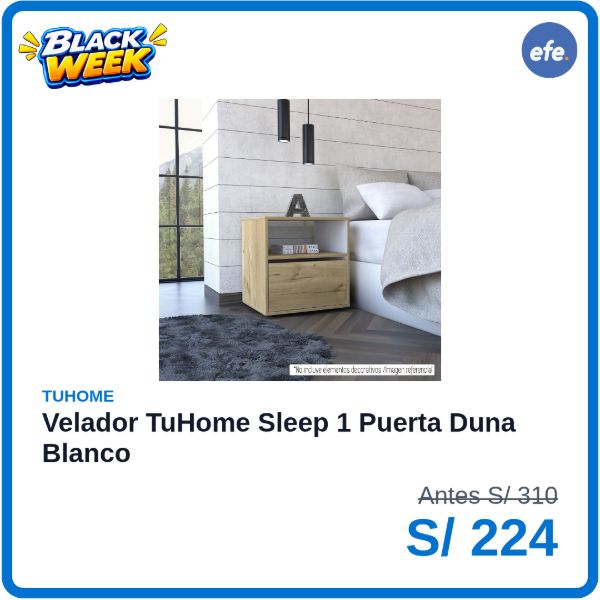 BLACK
WEEK
efe.
A
*No incluye elementos decorativos /Imagen referencial
TUHOME
Velador TuHome Sleep 1 Puerta Duna
Blanco
Antes S/ 310
S/ 224